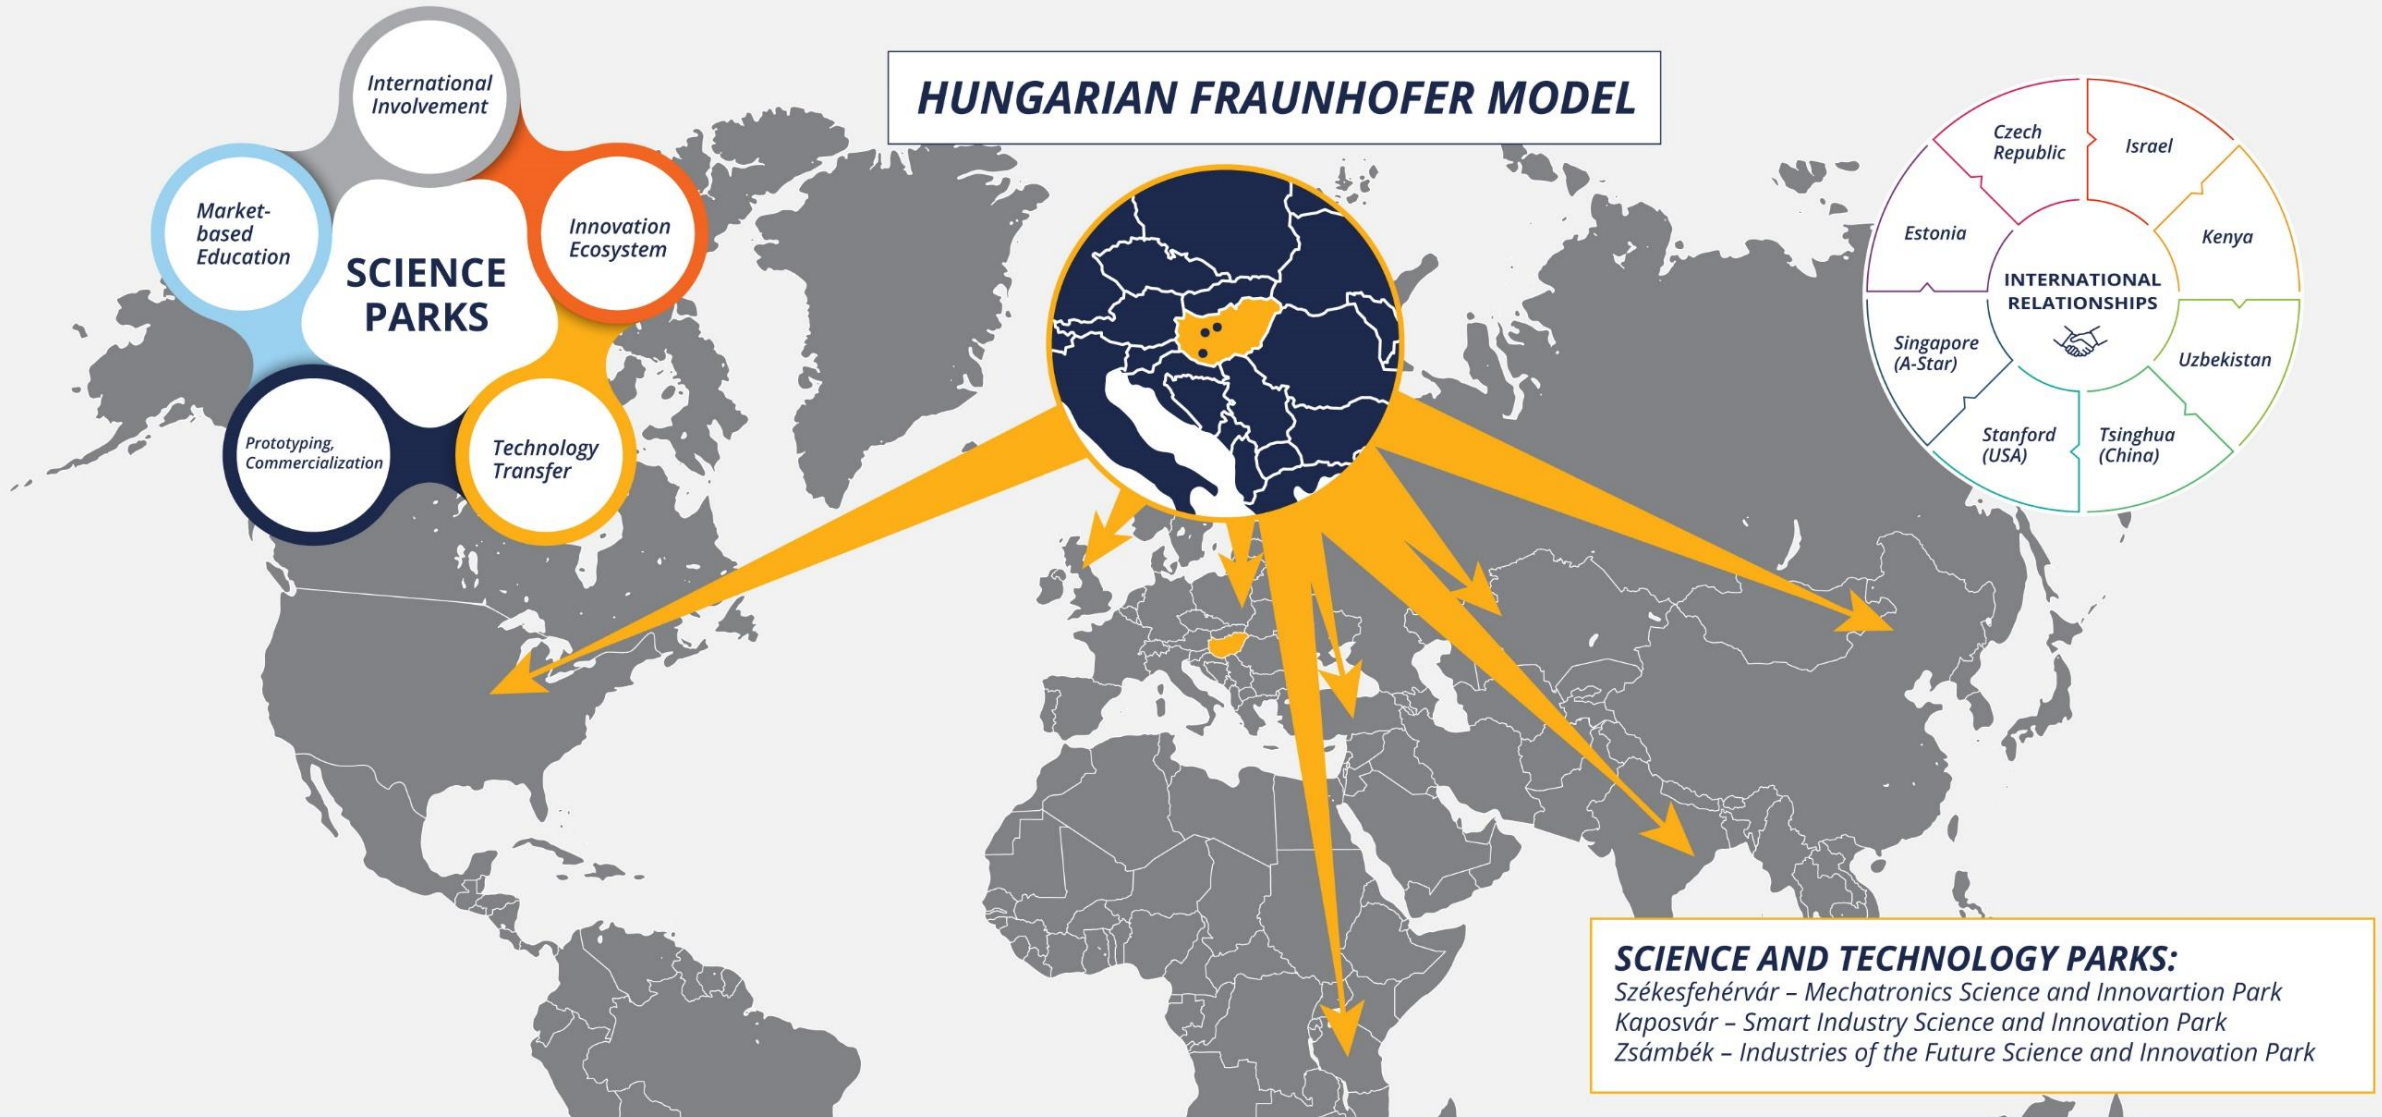 HUNGARIAN FRAUNHOFER MODEL
International
Involvement
Market-
based
Education
Innovation
Ecosystem
SCIENCE
PARKS
Prototyping,
Commercialization
Technology
Transfer
Czech
Republic
Israel
Estonia
Kenya
INTERNATIONAL
RELATIONSHIPS
Singapore
(A-Star)
Uzbekistan
Stanford
(USA)
Tsinghua
(China)
SCIENCE AND TECHNOLOGY PARKS:
Székesfehérvár – Mechatronics Science and Innovartion Park
Kaposvár – Smart Industry Science and Innovation Park
Zsámbék – Industries of the Future Science and Innovation Park